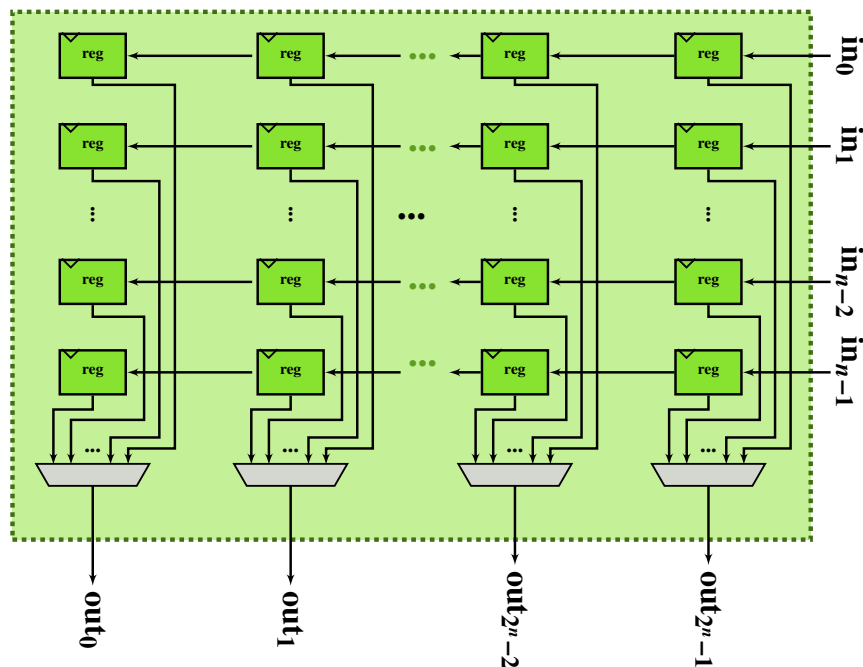 reg reg ... reg reg in₀
reg reg ... reg reg in₁
... ... ... ... ...
reg reg ... reg reg inₙ₋₂
reg reg ... reg reg inₙ₋₁
... ... ... ...
out₀ out₁ out₂ⁿ₋₂ out₂ⁿ₋₁